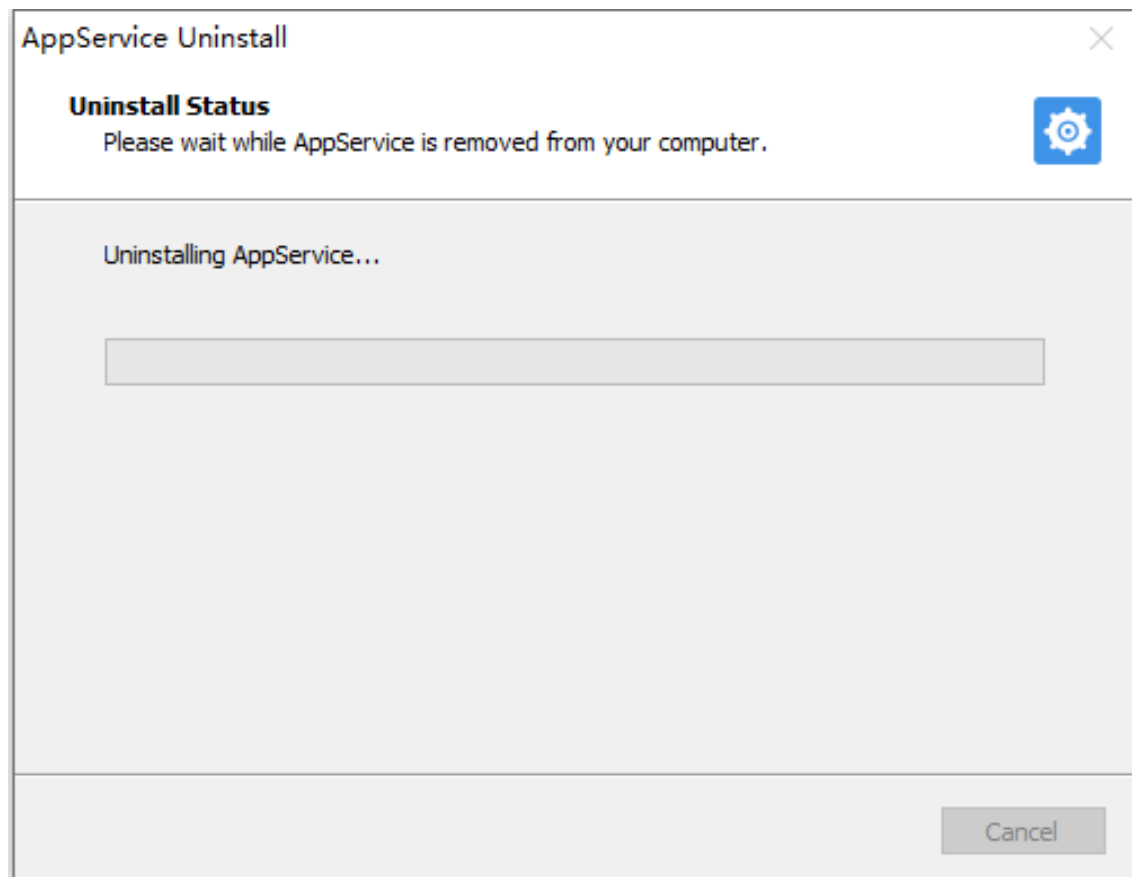 AppService Uninstall
Uninstall Status
Please wait while AppService is removed from your computer.
Uninstalling AppService...
Cancel